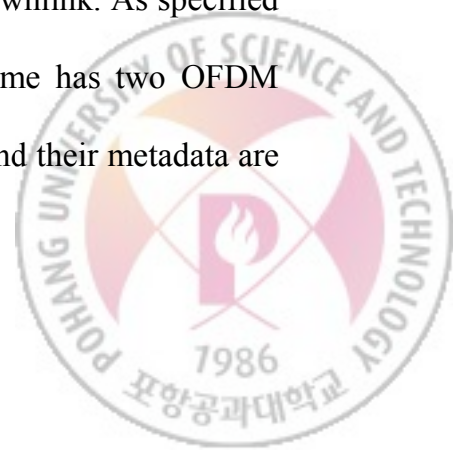 wnlink. As specified
me has two OFDM
nd their metadata are
POHANG UNIVERSITY OF SCIENCE AND TECHNOLOGY
P
1986
포항공과대학교